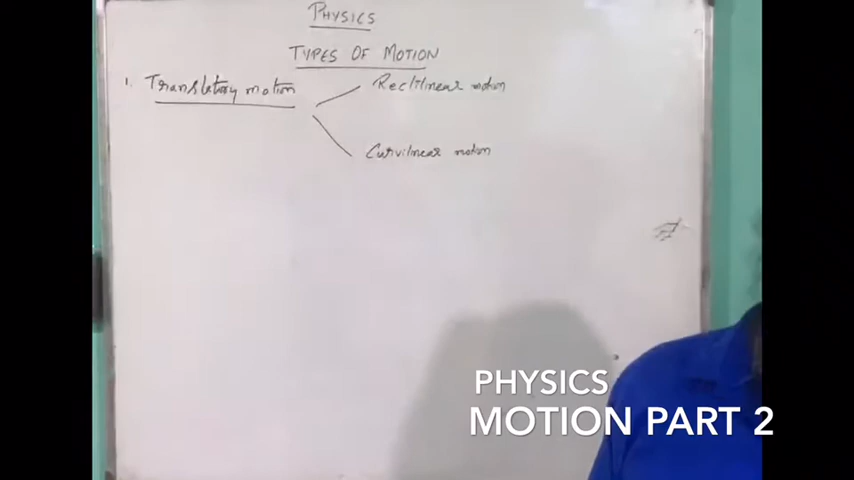 PHYSICS
TYPES OF MOTION
1. Translatory motion
Rectilinear motion
Curvilinear motion
PHYSICS
MOTION PART 2